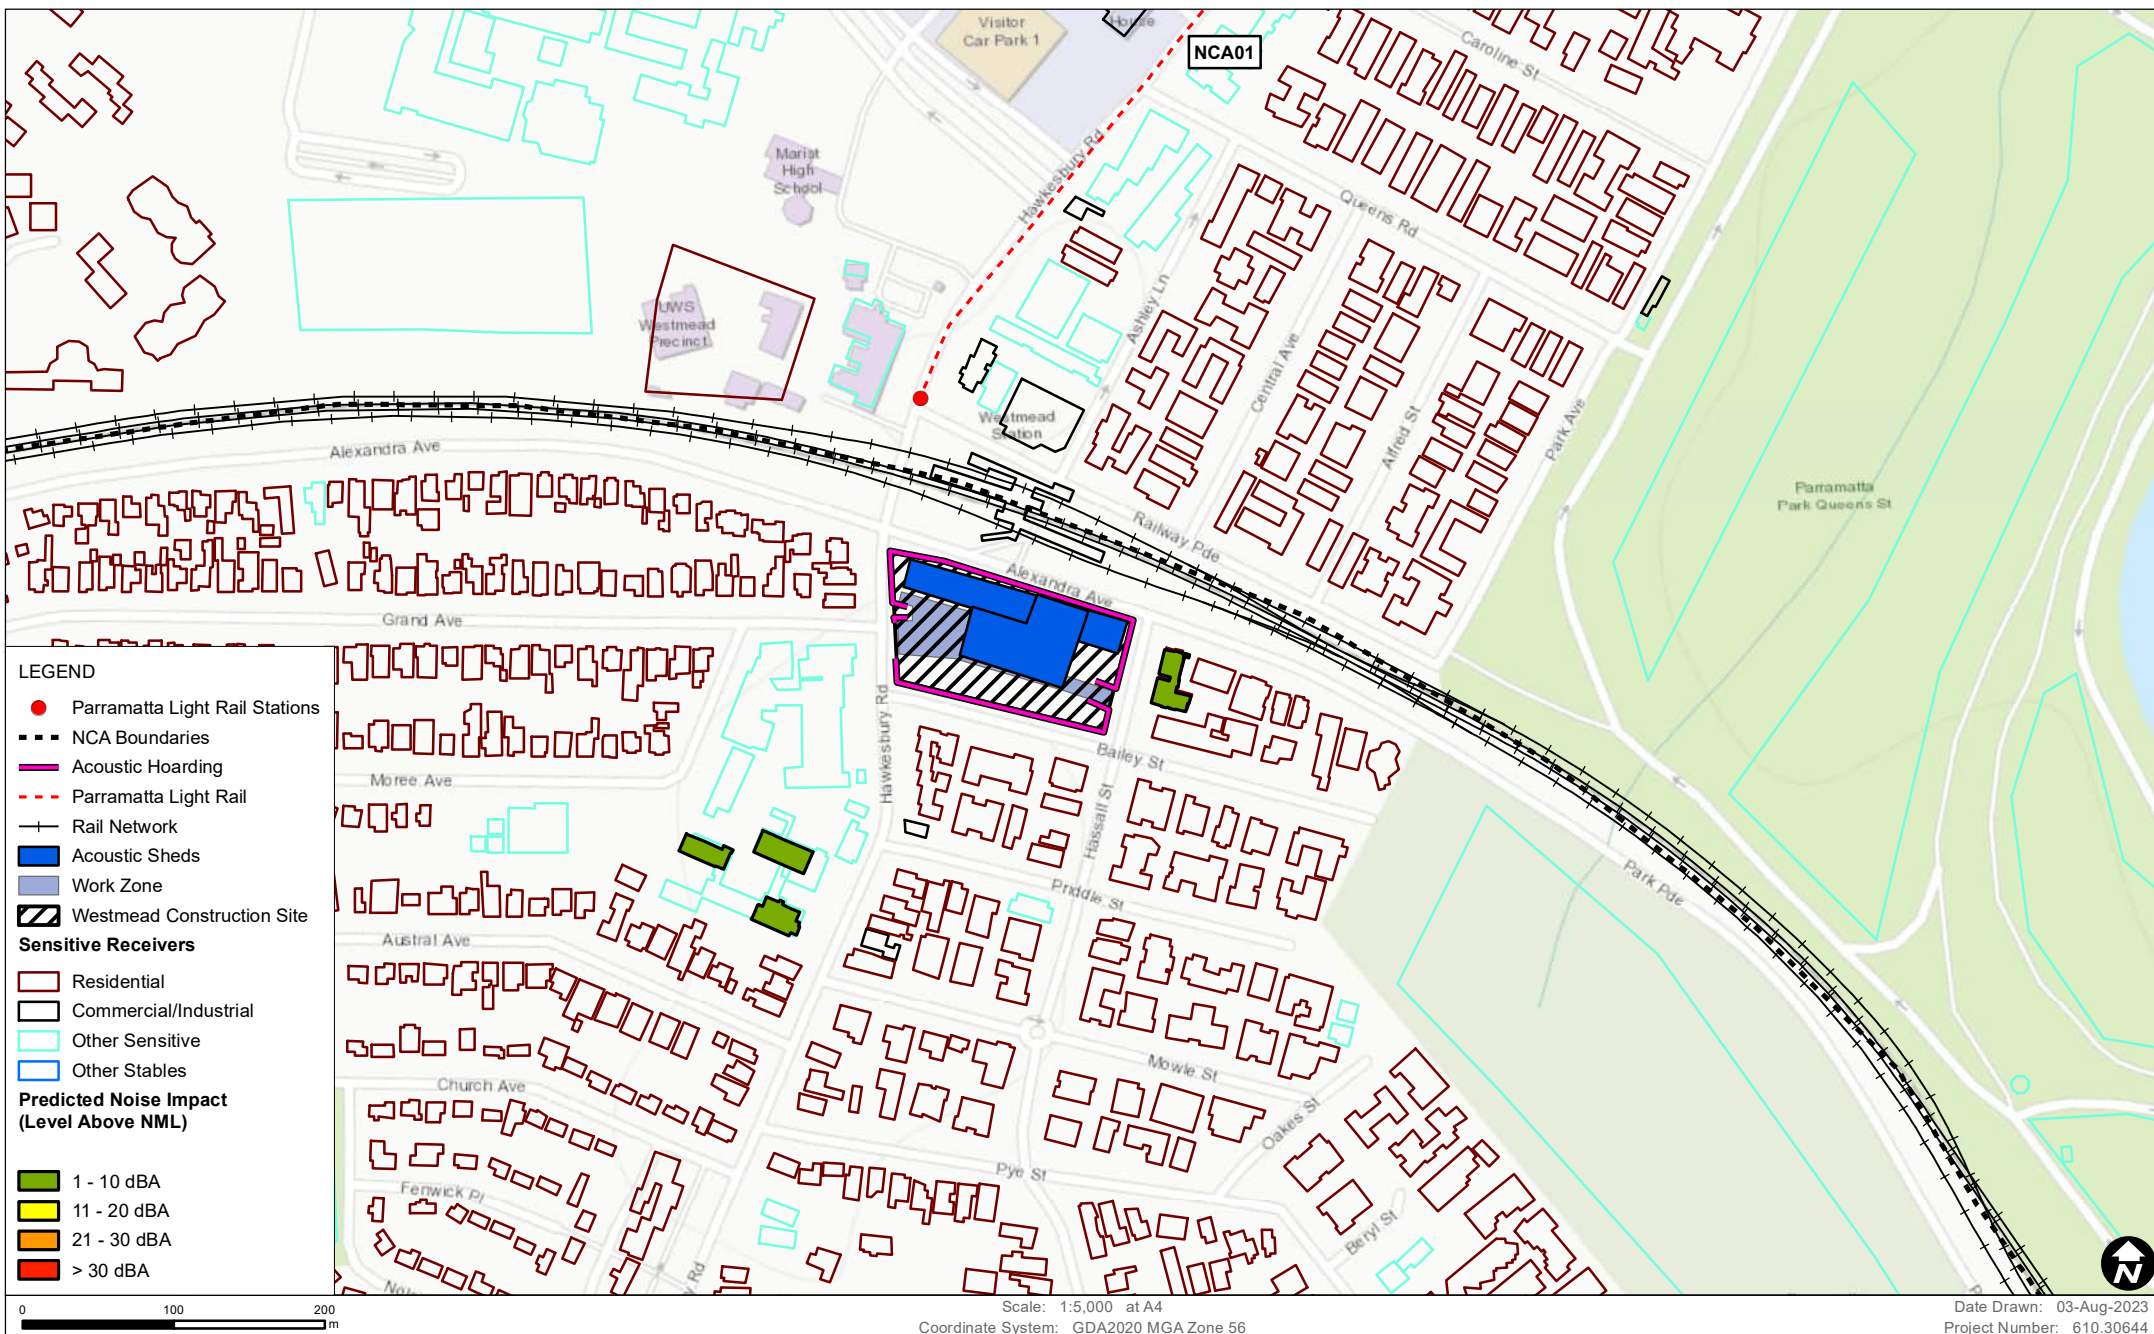 Visitor
Car Park 1
House
NCA01
Caroline St
Marist
High
School
Hawkesbury Rd
Queens Rd
Ashley Ln
UWS
Westmead
Precinct
Central Ave
Westmead
Station
Alfred St
Park Ave
Alexandra Ave
Parramatta
Park Queens St
Railway Pde
Alexandra Ave
Grand Ave
Hawkesbury Rd
Bailey St
Moree Ave
Hassall St
Priddle St
Park Pde
Austral Ave
Mowle St
Church Ave
Oakes St
Pye St
Fenwick Pl
Beryl St
y Rd
LEGEND
Parramatta Light Rail Stations
NCA Boundaries
Acoustic Hoarding
Parramatta Light Rail
Rail Network
Acoustic Sheds
Work Zone
Westmead Construction Site
Sensitive Receivers
Residential
Commercial/Industrial
Other Sensitive
Other Stables
Predicted Noise Impact
(Level Above NML)
1 - 10 dBA
11 - 20 dBA
21 - 30 dBA
> 30 dBA
N
0 100 200
m
Scale: 1:5,000 at A4
Coordinate System: GDA2020 MGA Zone 56
Date Drawn: 03-Aug-2023
Project Number: 610.30644